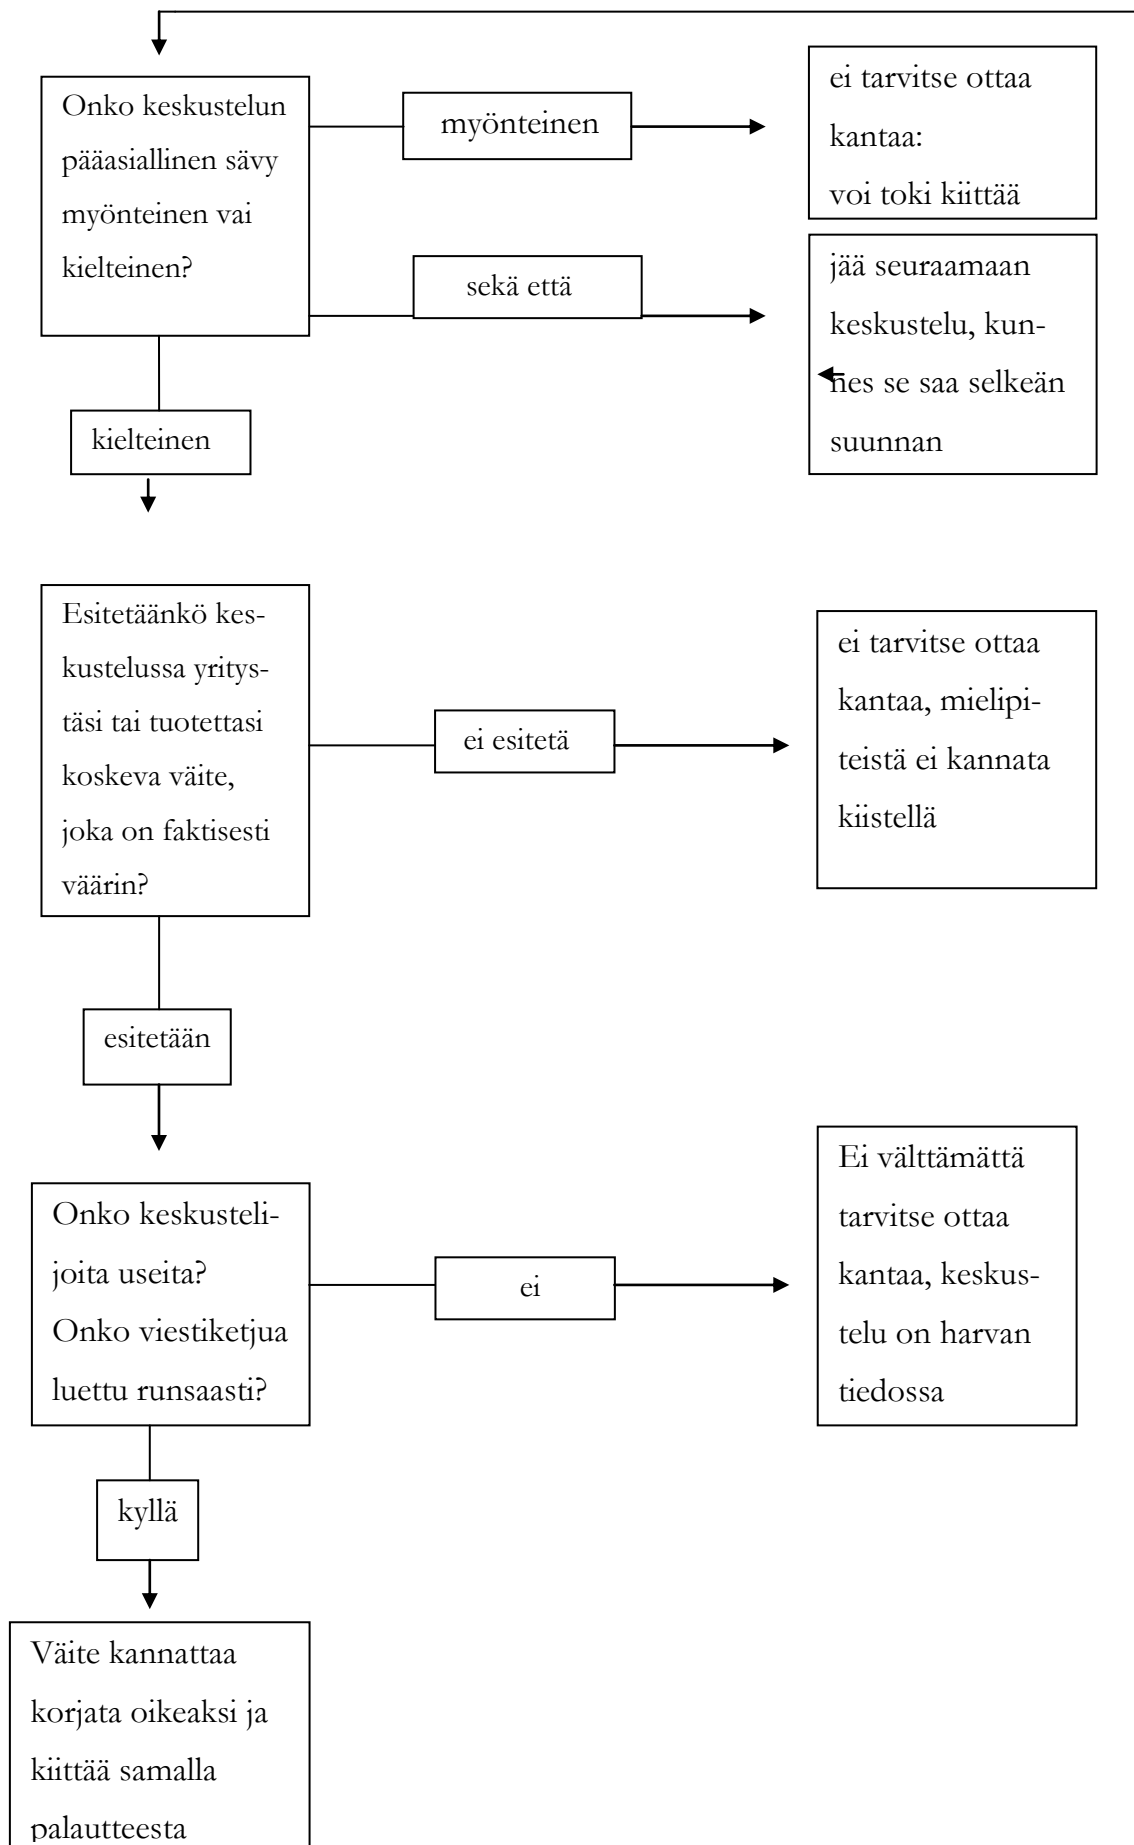 Onko keskustelun
pääasiallinen sävy
myönteinen vai
kielteinen?
myönteinen
ei tarvitse ottaa
kantaa:
voi toki kiittää
sekä että
jää seuraamaan
keskustelu, kun-
nes se saa selkeän
suunnan
kielteinen
Esitetäänkö kes-
kustelussa yritys-
täsi tai tuotettasi
koskeva väite,
joka on faktisesti
väärin?
ei esitetä
ei tarvitse ottaa
kantaa, mielipi-
teistä ei kannata
kiistellä
esitetään
Onko keskusteli-
joita useita?
Onko viestiketjua
luettu runsaasti?
ei
Ei välttämättä
tarvitse ottaa
kantaa, keskus-
telu on harvan
tiedossa
kyllä
Väite kannattaa
korjata oikeaksi ja
kiittää samalla
palautteesta